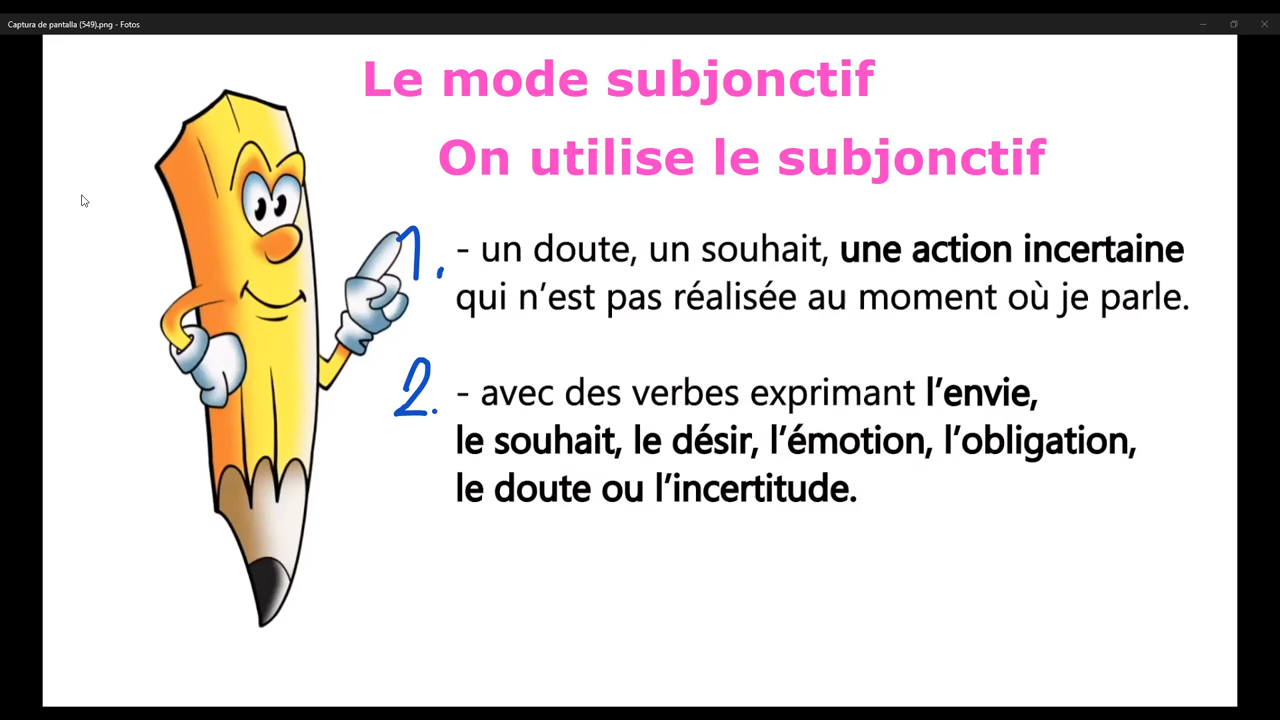 Captura de pantalla (549).png - Fotos
Le mode subjonctif
On utilise le subjonctif
1. - un doute, un souhait, une action incertaine
qui n’est pas réalisée au moment où je parle.
2. - avec des verbes exprimant l’envie,
le souhait, le désir, l’émotion, l’obligation,
le doute ou l’incertitude.